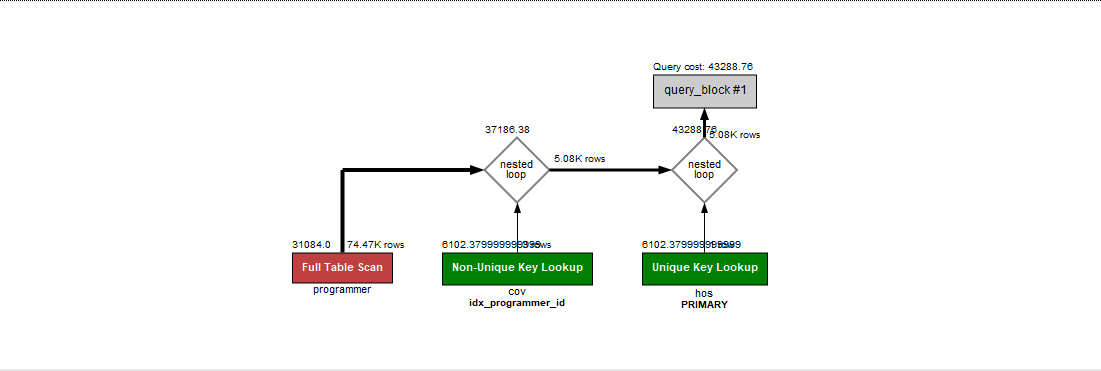 Query cost: 43288.76
query_block #1
37186.38
43288.76
5.08K rows
5.08K rows
nested
loop
nested
loop
31084.0
74.47K rows
6102.379999999999
rows
6102.379999999999
Full Table Scan
Non-Unique Key Lookup
Unique Key Lookup
programmer
cov
idx_programmer_id
hos
PRIMARY